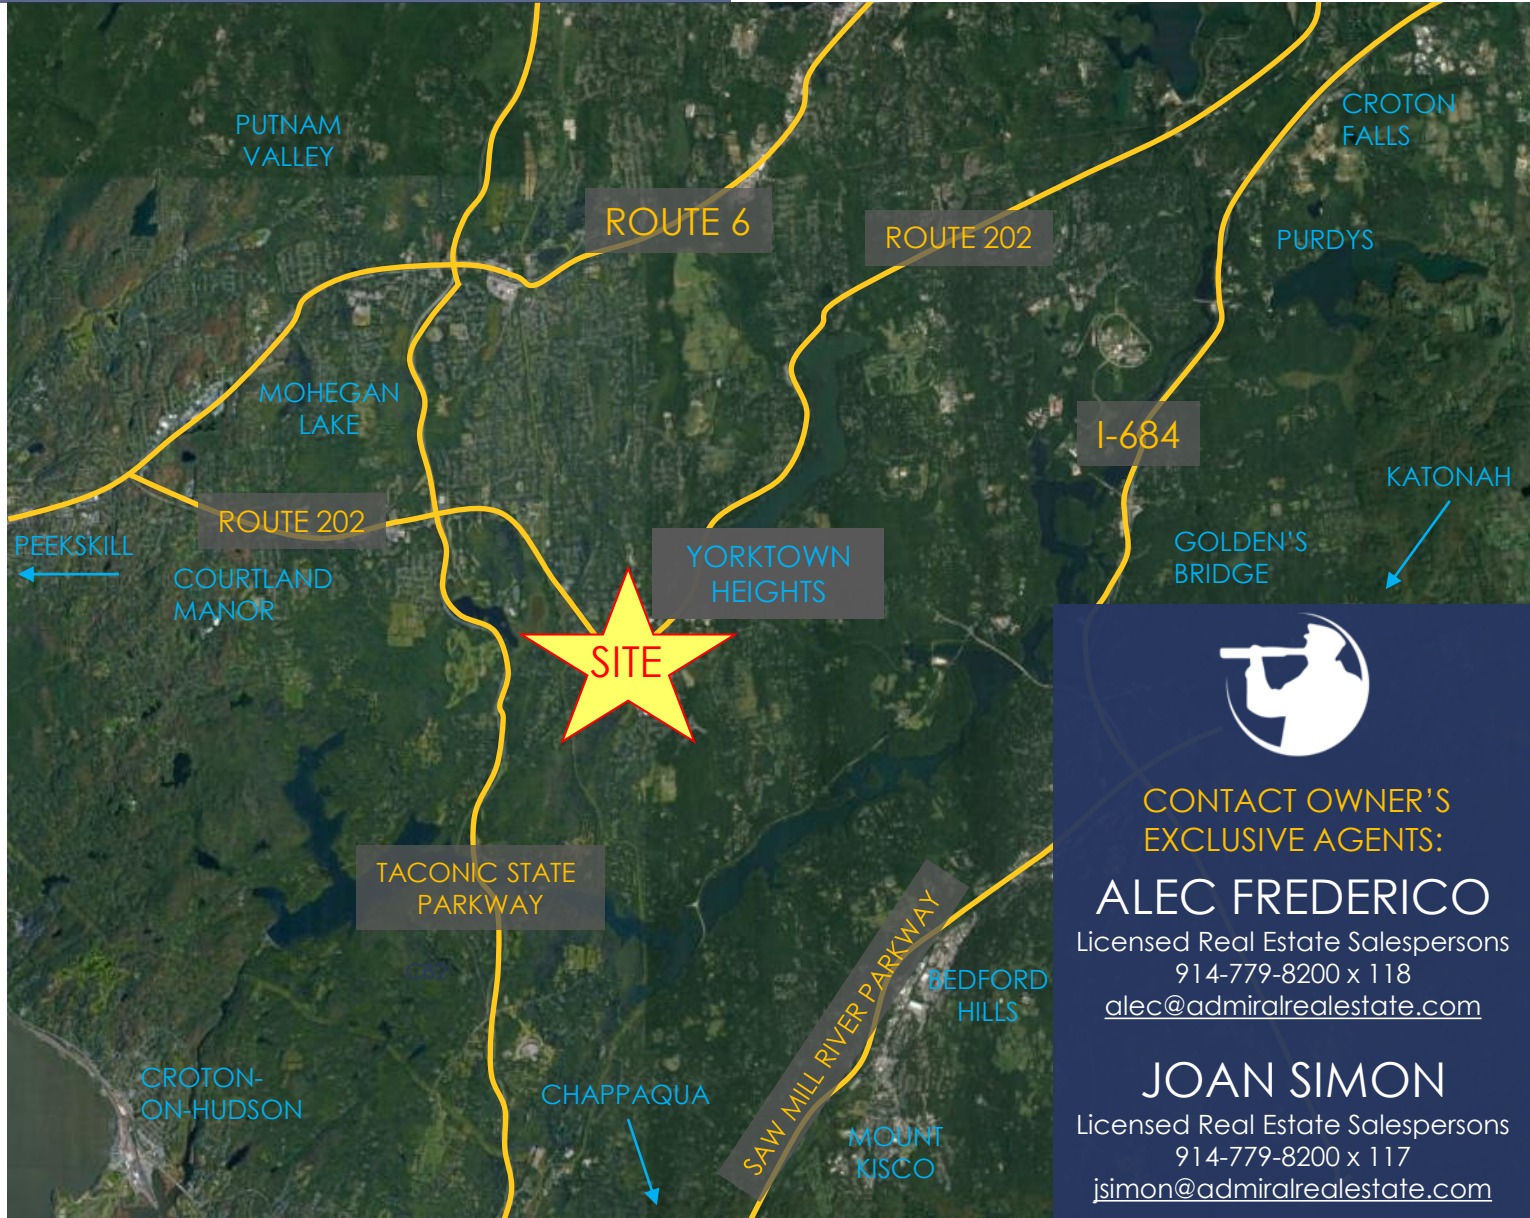 PUTNAM
VALLEY
CROTON
FALLS
ROUTE 6
ROUTE 202
PURDYS
MOHEGAN
LAKE
I-684
KATONAH
ROUTE 202
PEEKSKILL
COURTLAND
MANOR
YORKTOWN
HEIGHTS
GOLDEN'S
BRIDGE
SITE
TACONIC STATE
PARKWAY
SAW MILL RIVER PARKWAY
BEDFORD
HILLS
CROTON-
ON-HUDSON
CHAPPAQUA
MOUNT
KISCO
CONTACT OWNER'S
EXCLUSIVE AGENTS:
ALEC FREDERICO
Licensed Real Estate Salespersons
914-779-8200 x 118
alec@admiralrealestate.com
JOAN SIMON
Licensed Real Estate Salespersons
914-779-8200 x 117
jsimon@admiralrealestate.com